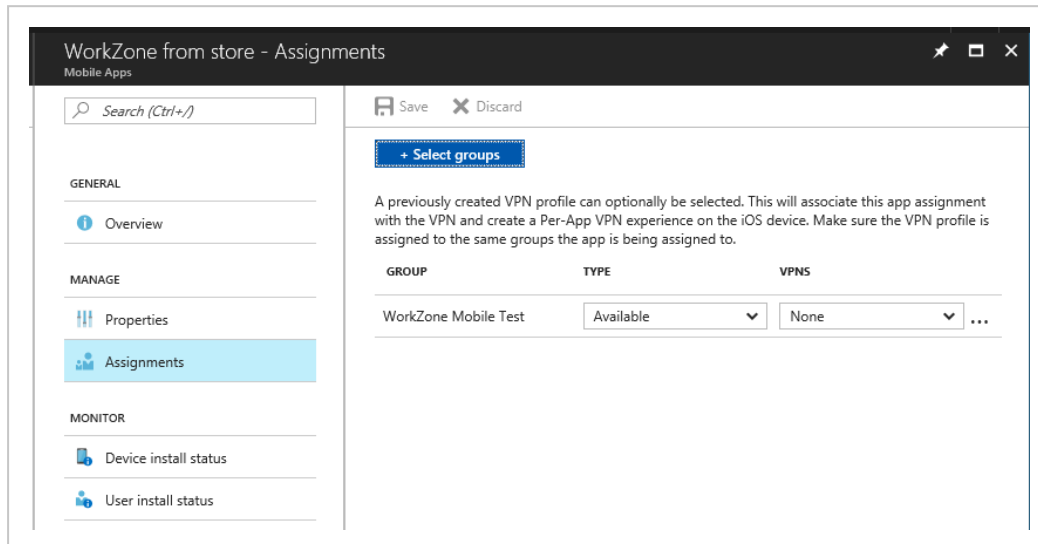 WorkZone from store - Assignments
Mobile Apps
Search (Ctrl+/)
Save Discard
+ Select groups
GENERAL
Overview
A previously created VPN profile can optionally be selected. This will associate this app assignment
with the VPN and create a Per-App VPN experience on the iOS device. Make sure the VPN profile is
assigned to the same groups the app is being assigned to.
MANAGE
Properties
Assignments
GROUP TYPE VPNS
WorkZone Mobile Test Available None ...
MONITOR
Device install status
User install status